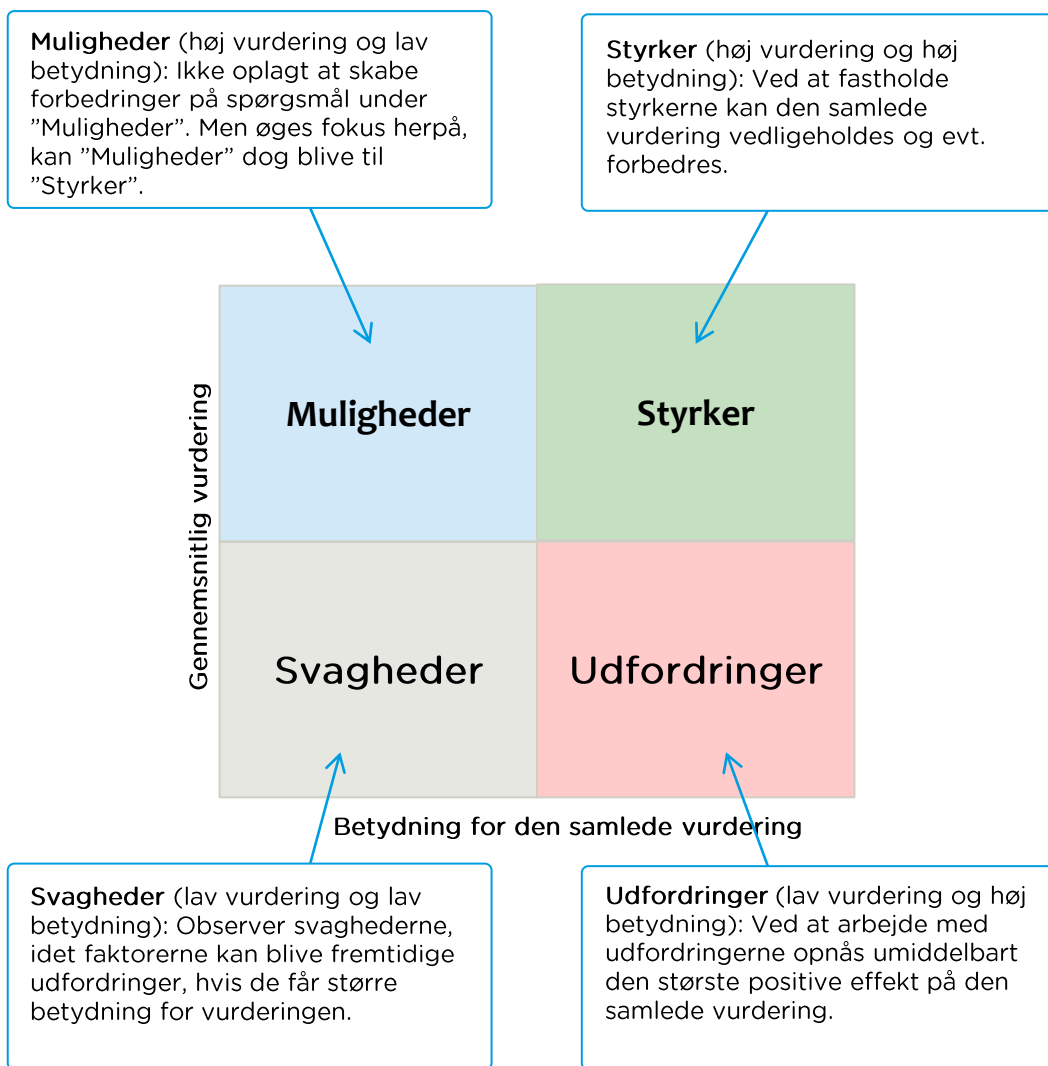 Muligheder (høj vurdering og lav
betydning): Ikke oplagt at skabe
forbedringer på spørgsmål under
”Muligheder”. Men øges fokus herpå,
kan ”Muligheder” dog blive til
”Styrker”.
Styrker (høj vurdering og høj
betydning): Ved at fastholde
styrkerne kan den samlede
vurdering vedligeholdes og evt.
forbedres.
Gennemsnitlig vurdering
Muligheder
Styrker
Svagheder
Udfordringer
Betydning for den samlede vurdering
Svagheder (lav vurdering og lav
betydning): Observer svaghederne,
idet faktorerne kan blive fremtidige
udfordringer, hvis de får større
betydning for vurderingen.
Udfordringer (lav vurdering og høj
betydning): Ved at arbejde med
udfordringerne opnås umiddelbart
den største positive effekt på den
samlede vurdering.